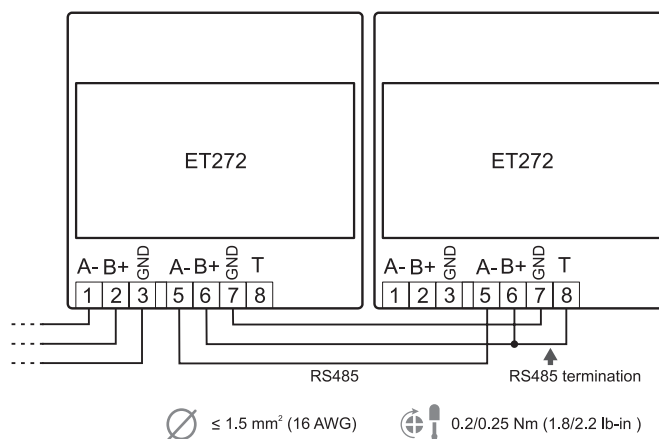 ET272 ET272
A- B+ GND A- B+ GND T A- B+ GND A- B+ GND T
1 2 3 5 6 7 8 1 2 3 5 6 7 8
RS485 RS485 termination
≤ 1.5 mm² (16 AWG) 0.2/0.25 Nm (1.8/2.2 lb-in )